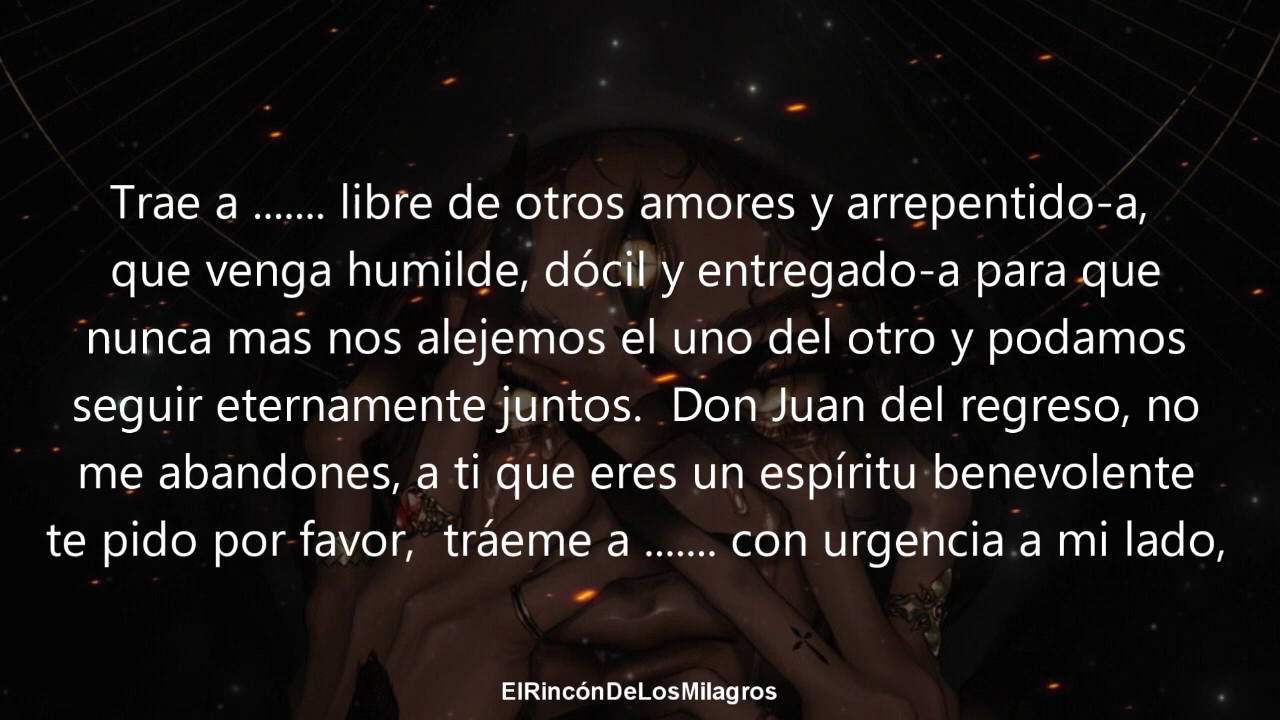 Trae a ....... libre de otros amores y arrepentido-a,
que venga humilde, dócil y entregado-a para que
nunca mas nos alejemos el uno del otro y podamos
seguir eternamente juntos.  Don Juan del regreso, no
me abandones, a ti que eres un espíritu benevolente
te pido por favor,  tráeme a ....... con urgencia a mi lado,
ElRincónDeLosMilagros